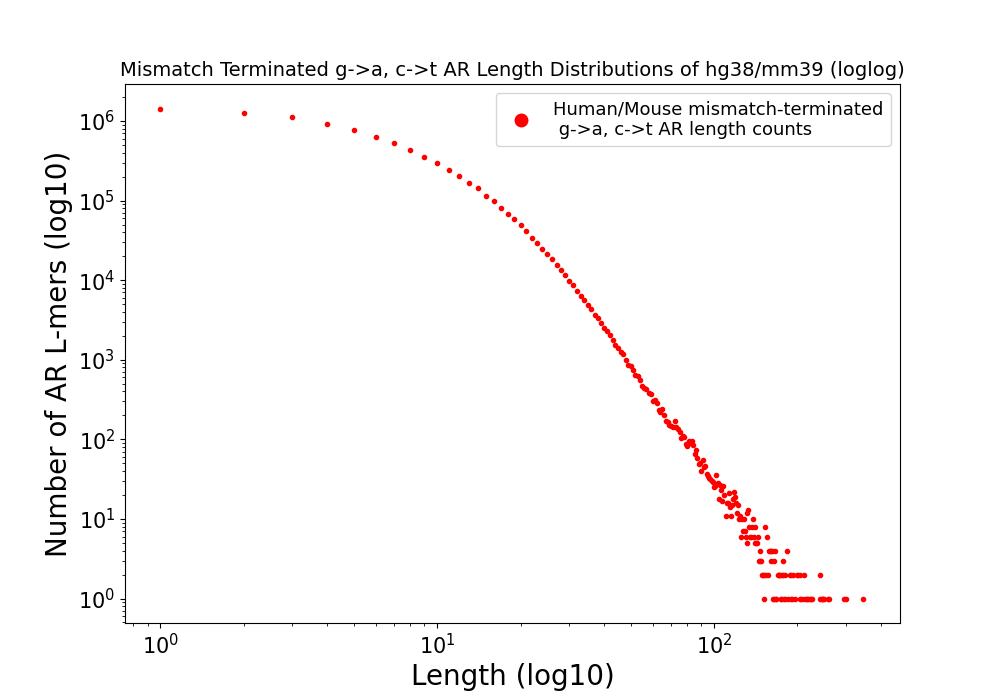 Mismatch Terminated g->a, c->t AR Length Distributions of hg38/mm39 (loglog)
Human/Mouse mismatch-terminated
g->a, c->t AR length counts
Number of AR L-mers (log10)
10⁶
10⁵
10⁴
10³
10²
10¹
10⁰
10⁰ 10¹ 10²
Length (log10)